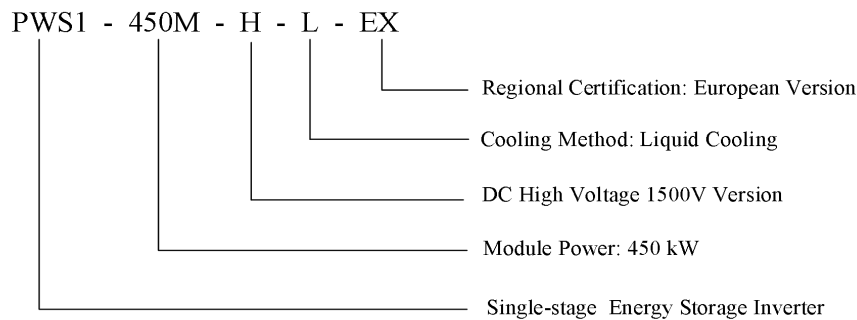 PWS1 - 450M - H - L - EX
Regional Certification: European Version
Cooling Method: Liquid Cooling
DC High Voltage 1500V Version
Module Power: 450 kW
Single-stage Energy Storage Inverter